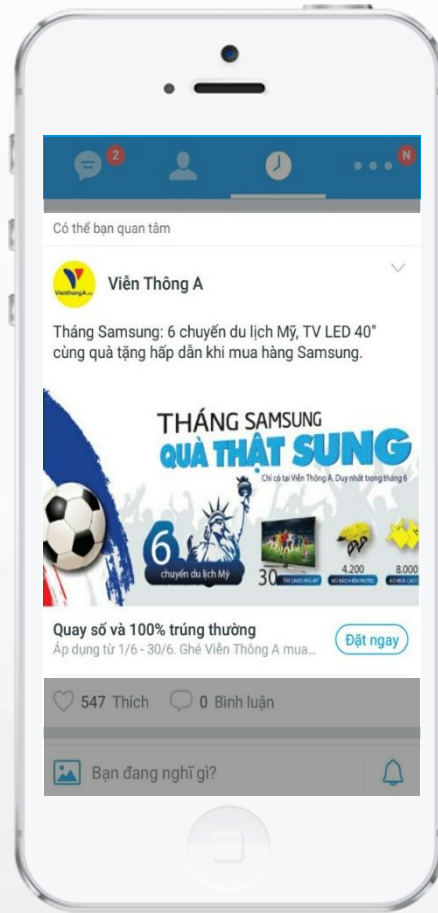 2
N
Có thể bạn quan tâm
VienthongA.vn
Viễn Thông A
Tháng Samsung: 6 chuyến du lịch Mỹ, TV LED 40"
cùng quà tặng hấp dẫn khi mua hàng Samsung.
THÁNG SAMSUNG
QUÀ THẬT SUNG
Chỉ có tại Viễn Thông A. Duy nhất trong tháng 6
6
chuyến du lịch Mỹ
30
4.200
8.000
Quay số và 100% trúng thưởng
Áp dụng từ 1/6 - 30/6. Ghé Viễn Thông A mua...
Đặt ngay
547 Thích
0 Bình luận
Bạn đang nghĩ gì?